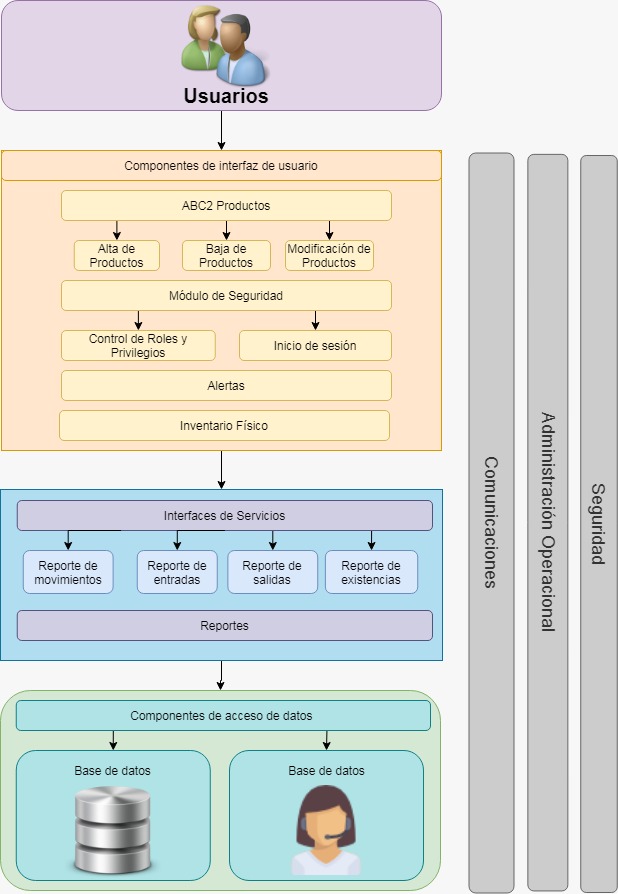 Usuarios
Componentes de interfaz de usuario
ABC2 Productos
Alta de
Productos
Baja de
Productos
Modificación de
Productos
Módulo de Seguridad
Control de Roles y
Privilegios
Inicio de sesión
Alertas
Inventario Físico
Interfaces de Servicios
Reporte de
movimientos
Reporte de
entradas
Reporte de
salidas
Reporte de
existencias
Reportes
Componentes de acceso de datos
Base de datos
Base de datos
Comunicaciones
Administración Operacional
Seguridad